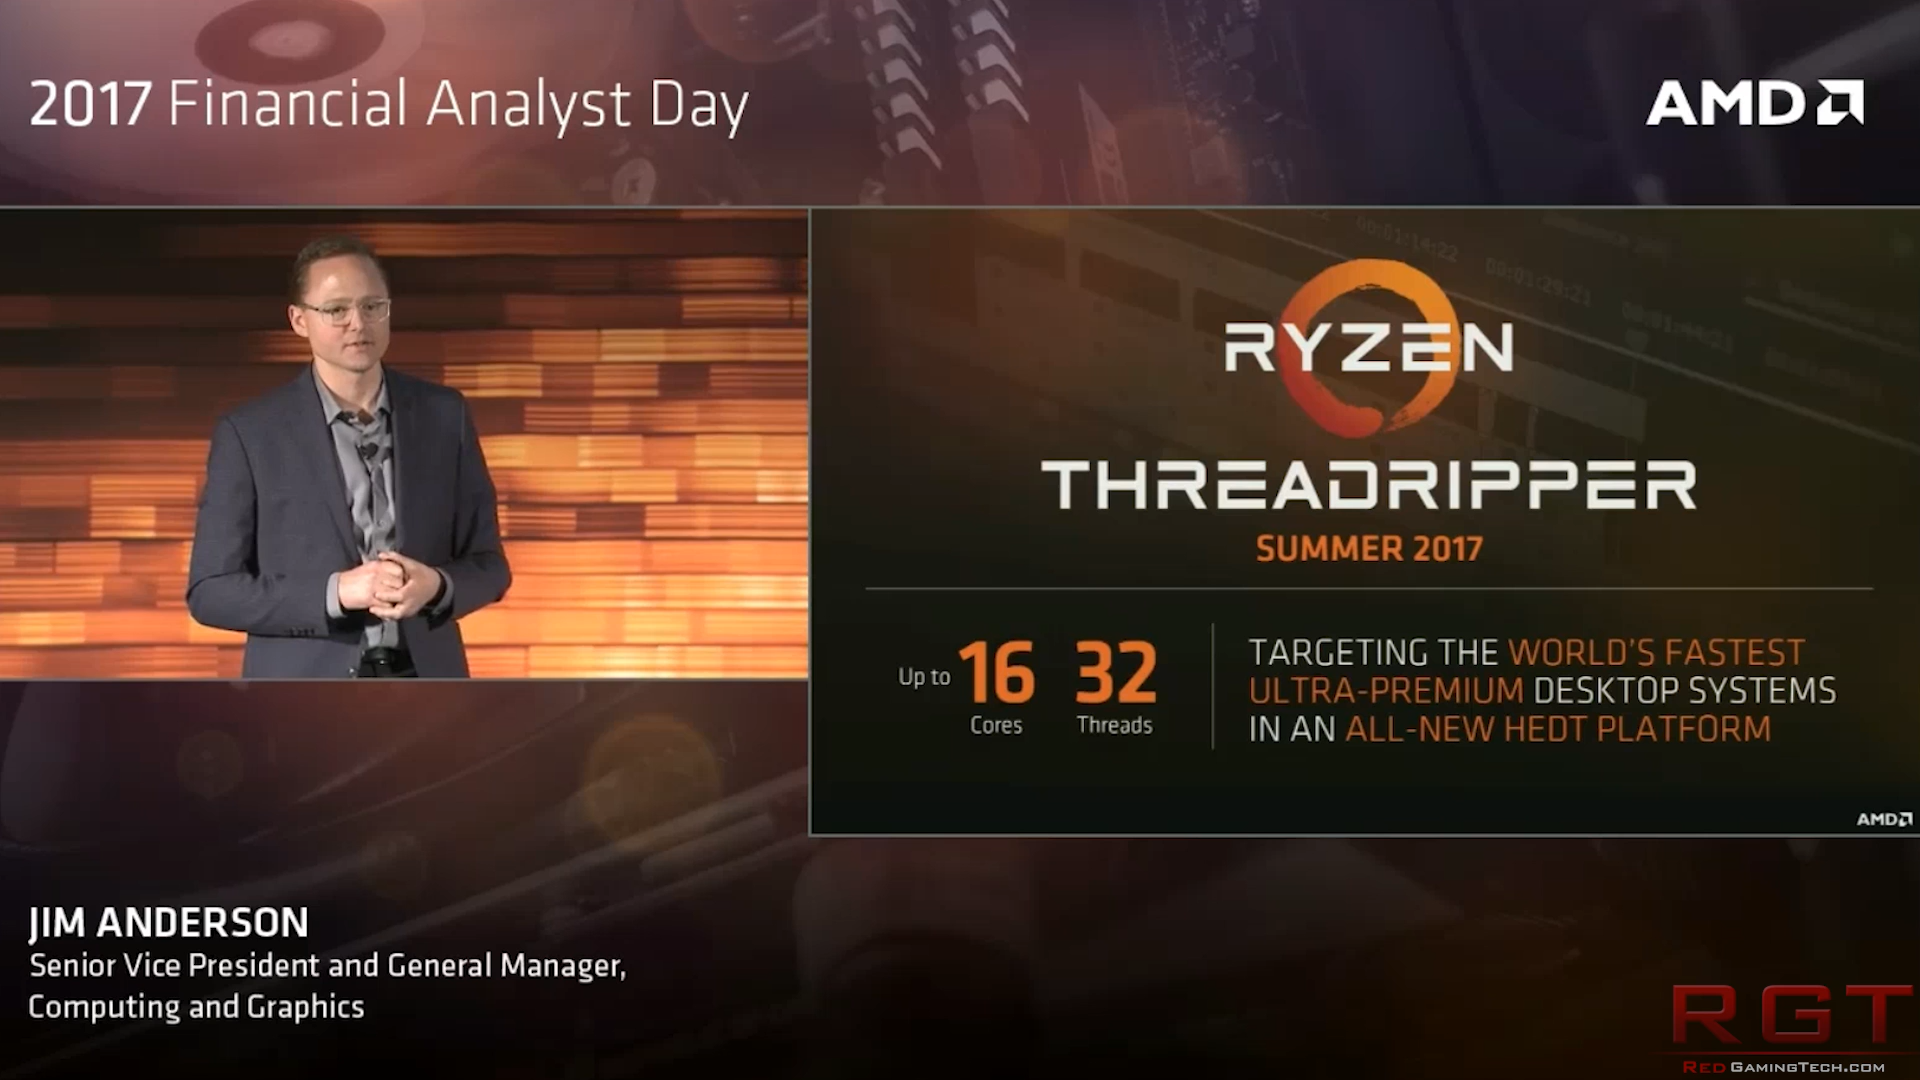 2017 Financial Analyst Day
AMD
RYZEN
THREADRIPPER
SUMMER 2017
Up to 16 32
Cores Threads
TARGETING THE WORLD'S FASTEST
ULTRA-PREMIUM DESKTOP SYSTEMS
IN AN ALL-NEW HEDT PLATFORM
AMD
JIM ANDERSON
Senior Vice President and General Manager,
Computing and Graphics
RGT
REDGAMINGTECH.COM